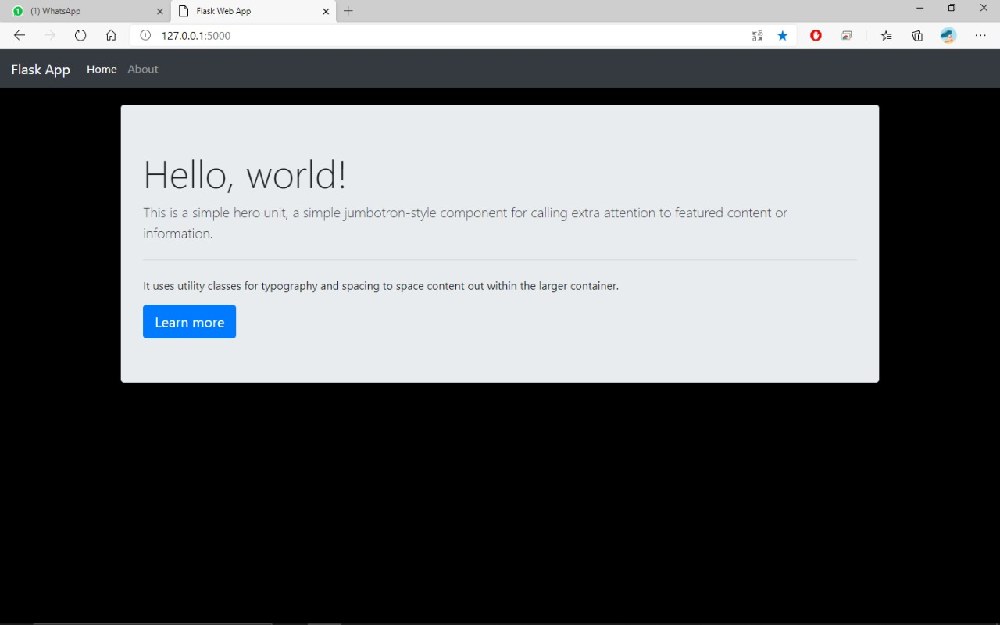 (1) WhatsApp
Flask Web App
127.0.0.1:5000
Flask App
Home
About
Hello, world!
This is a simple hero unit, a simple jumbotron-style component for calling extra attention to featured content or
information.
It uses utility classes for typography and spacing to space content out within the larger container.
Learn more